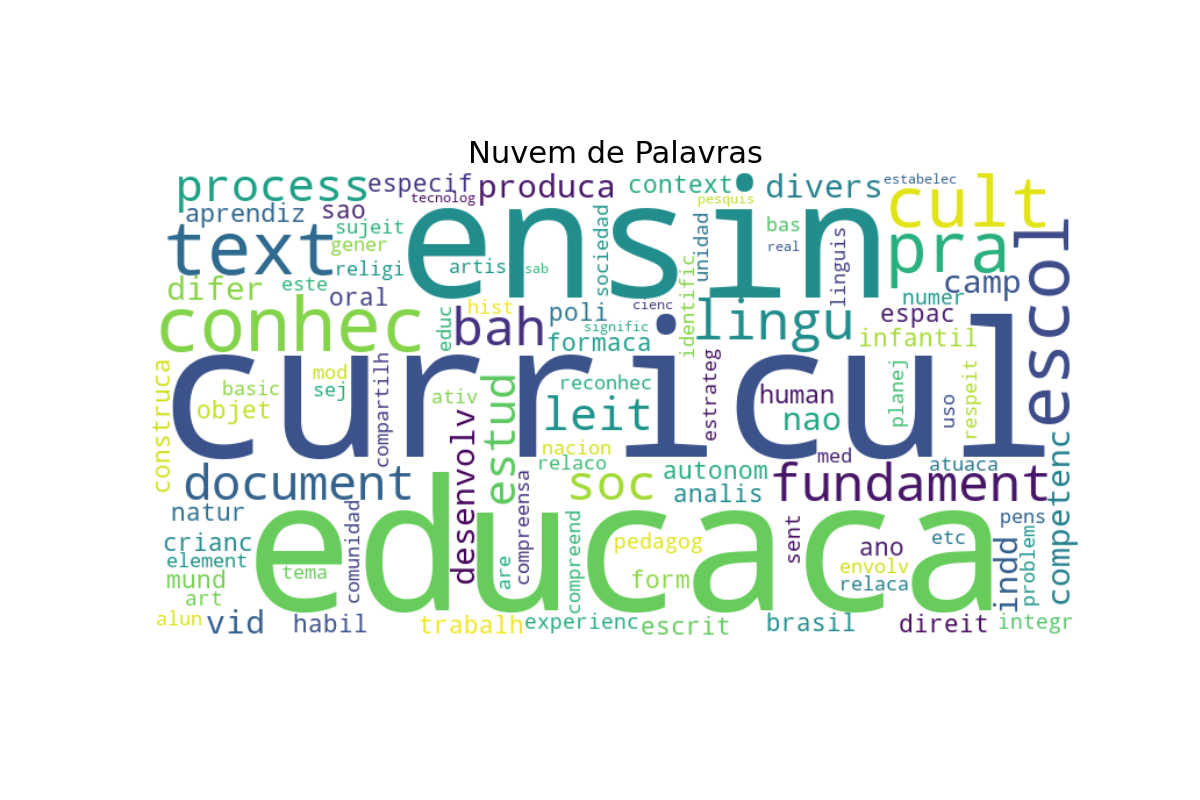 Nuvem de Palavras
process
especif
produca
context
divers
estabelec
cult
tecnolog
pesquis
aprendiz
sao
sujeit
gener
text
religi
ensin
artis
sab
sociedad
unidad
bas
real
linguis
pra
escol
difer
este
oral
camp
numer
espac
conhec
educ
hist
bah
poli
cienc
signific
formaca
identific
lingu
infantil
curricul
construca
basic
mod
sej
objet
compartilh
ativ
estud
reconhec
leit
estrateg
human
nao
planej
uso
respeit
nacion
relaco
med
document
desenvolv
compreensa
soc
autonom
analis
fundament
atuaca
competenc
natur
crianc
element
mund
art
comunidad
educaca
tema
are
compreend
pedagog
form
sent
ano
envolv
relaca
etc
pens
indd
problem
alun
vid
habil
trabalh
experienc
escrit
brasil
direit
integr